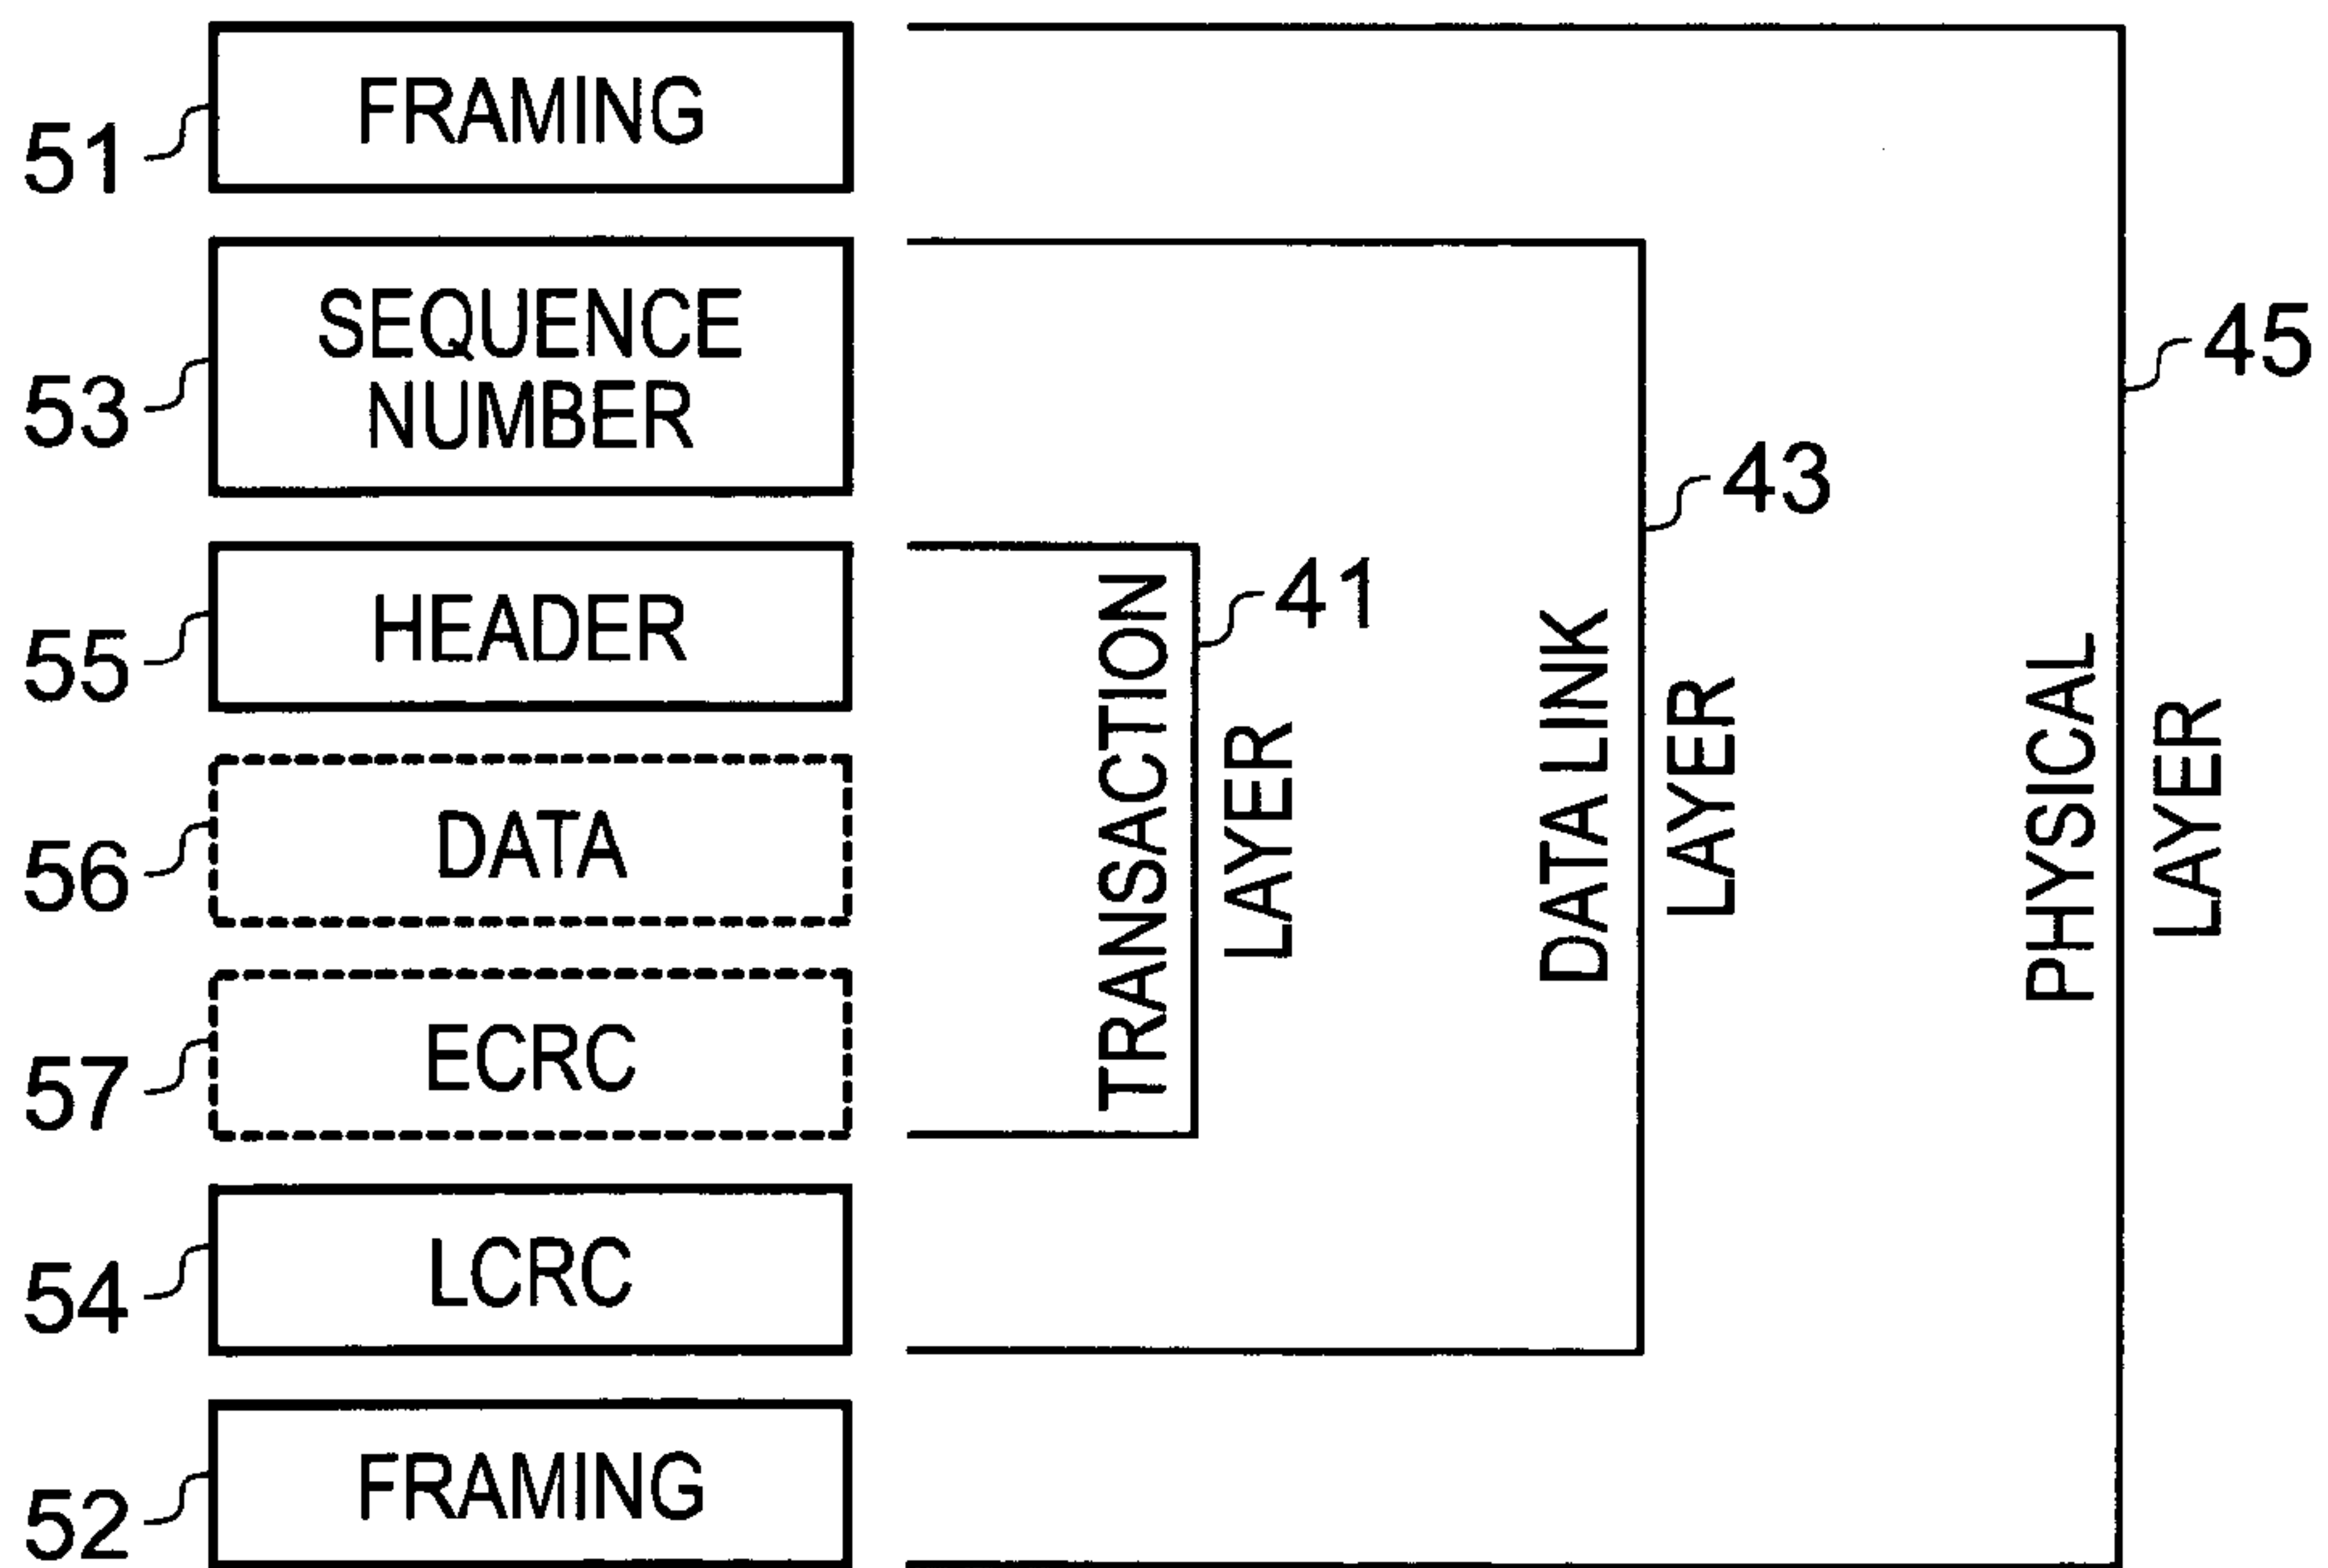 51
FRAMING
53
SEQUENCE
NUMBER
55
HEADER
56
DATA
57
ECRC
54
LCRC
52
FRAMING
TRANSACTION
LAYER
41
DATA LINK
LAYER
43
PHYSICAL
LAYER
45